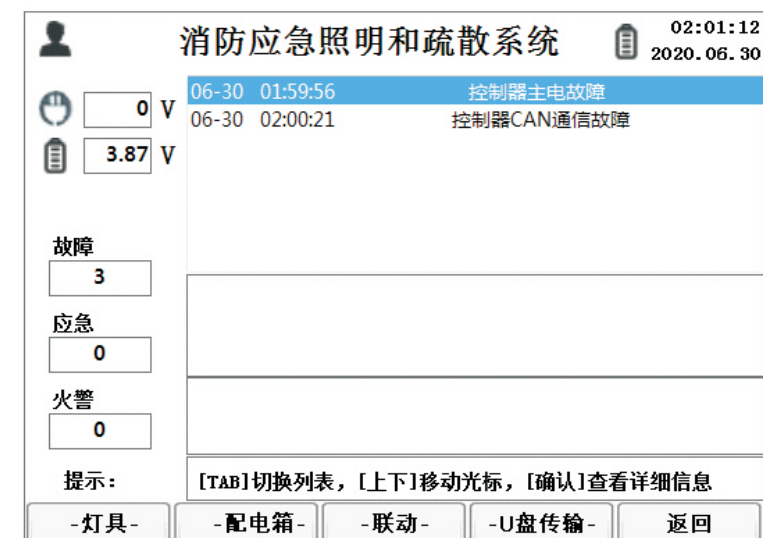 消防应急照明和疏散系统
02:01:12
2020.06.30
0 V
3.87 V
06-30 01:59:56 控制器主电故障
06-30 02:00:21 控制器CAN通信故障
故障
3
应急
0
火警
0
提示: [TAB]切换列表，[上下]移动光标，[确认]查看详细信息
-灯具- -配电箱- -联动- -U盘传输- 返回